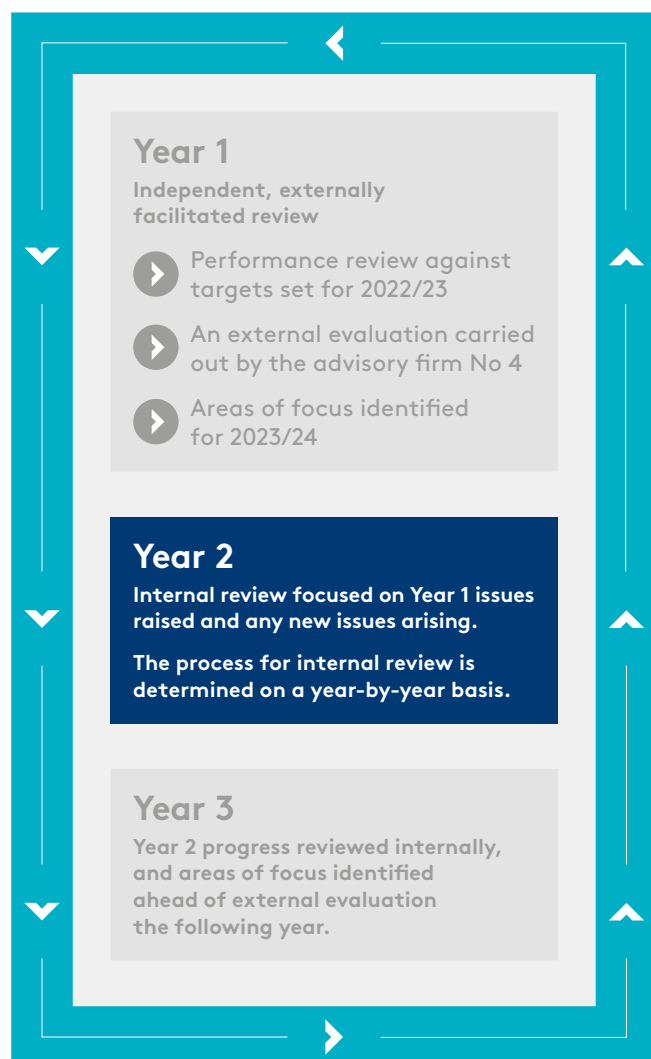 Year 1
Independent, externally
facilitated review
Performance review against
targets set for 2022/23
An external evaluation carried
out by the advisory firm No 4
Areas of focus identified
for 2023/24
Year 2
Internal review focused on Year 1 issues
raised and any new issues arising.
The process for internal review is
determined on a year-by-year basis.
Year 3
Year 2 progress reviewed internally,
and areas of focus identified
ahead of external evaluation
the following year.